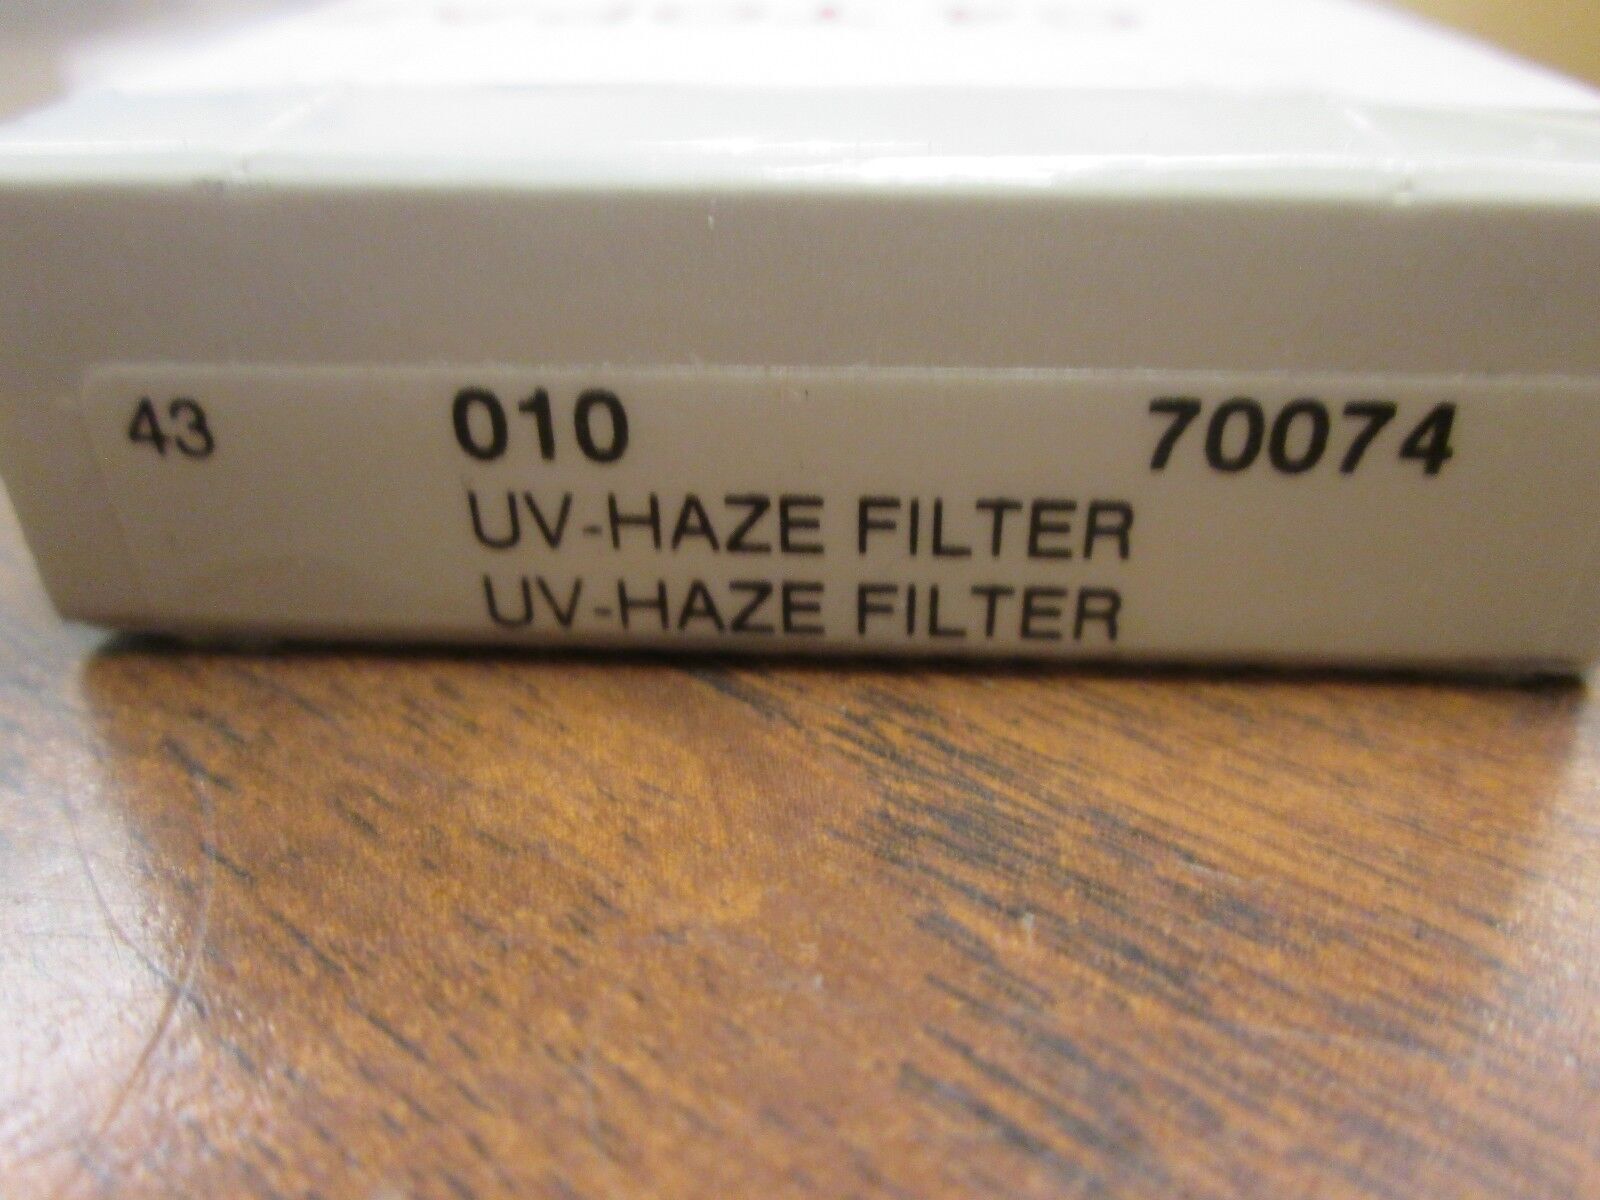 43 010 70074
UV-HAZE FILTER
UV-HAZE FILTER